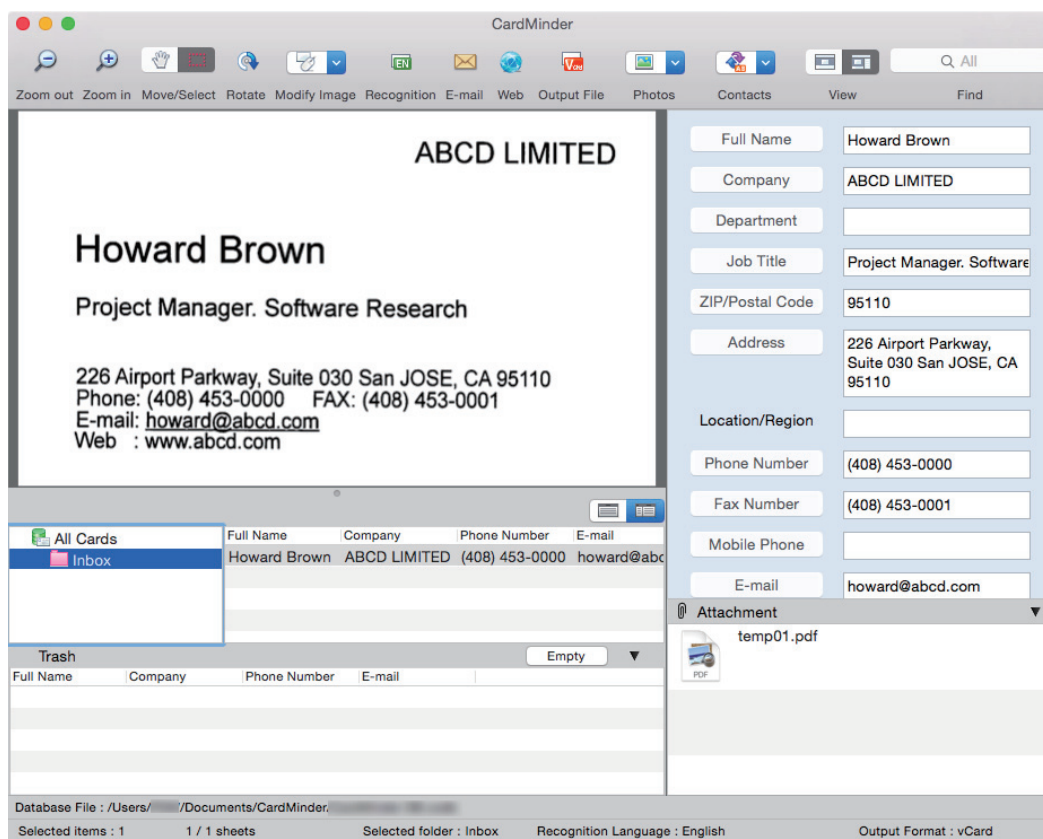 CardMinder
EN
Vcard
All
Zoom out Zoom in Move/Select Rotate Modify Image Recognition E-mail Web Output File Photos Contacts View Find
ABCD LIMITED
Howard Brown
Project Manager. Software Research
226 Airport Parkway, Suite 030 San JOSE, CA 95110
Phone: (408) 453-0000 FAX: (408) 453-0001
E-mail: howard@abcd.com
Web : www.abcd.com
Full Name Howard Brown
Company ABCD LIMITED
Department
Job Title Project Manager. Software
ZIP/Postal Code 95110
Address 226 Airport Parkway,
Suite 030 San JOSE, CA
95110
Location/Region
Phone Number (408) 453-0000
Fax Number (408) 453-0001
Mobile Phone
E-mail howard@abcd.com
All Cards
Inbox
Full Name Company Phone Number E-mail
Howard Brown ABCD LIMITED (408) 453-0000 howard@abc
Attachment
temp01.pdf
PDF
Trash Empty
Full Name Company Phone Number E-mail
Database File : /Users/ /Documents/CardMinder.
Selected items : 1 1 / 1 sheets Selected folder : Inbox Recognition Language : English Output Format : vCard